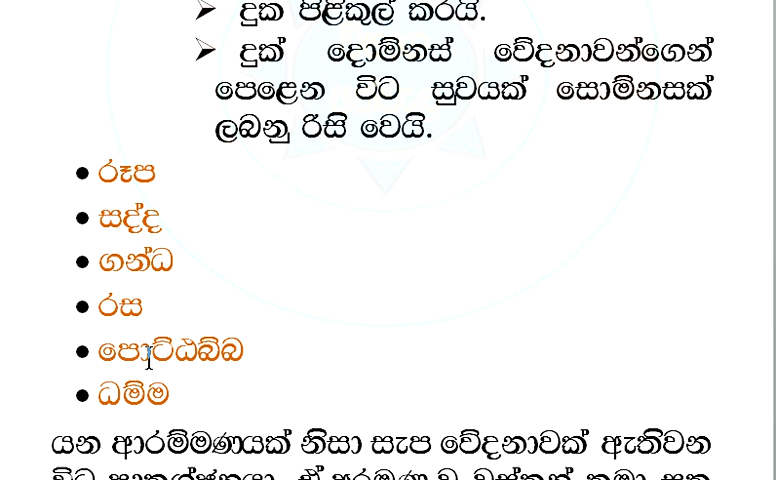 ➢ දුක පිළිකුල් කරයි.
➢ දුක් දොම්නස් වේදනාවන්ගෙන්
පෙළෙන විට සුවයක් සොම්නසක්
ලබනු රිසි වෙයි.
• රූප
• සද්ද
• ගන්ධ
• රස
• පොට්ඨබ්බ
• ධම්ම
යන ආරම්මණයක් නිසා සැප වේදනාවක් ඇතිවන
විට